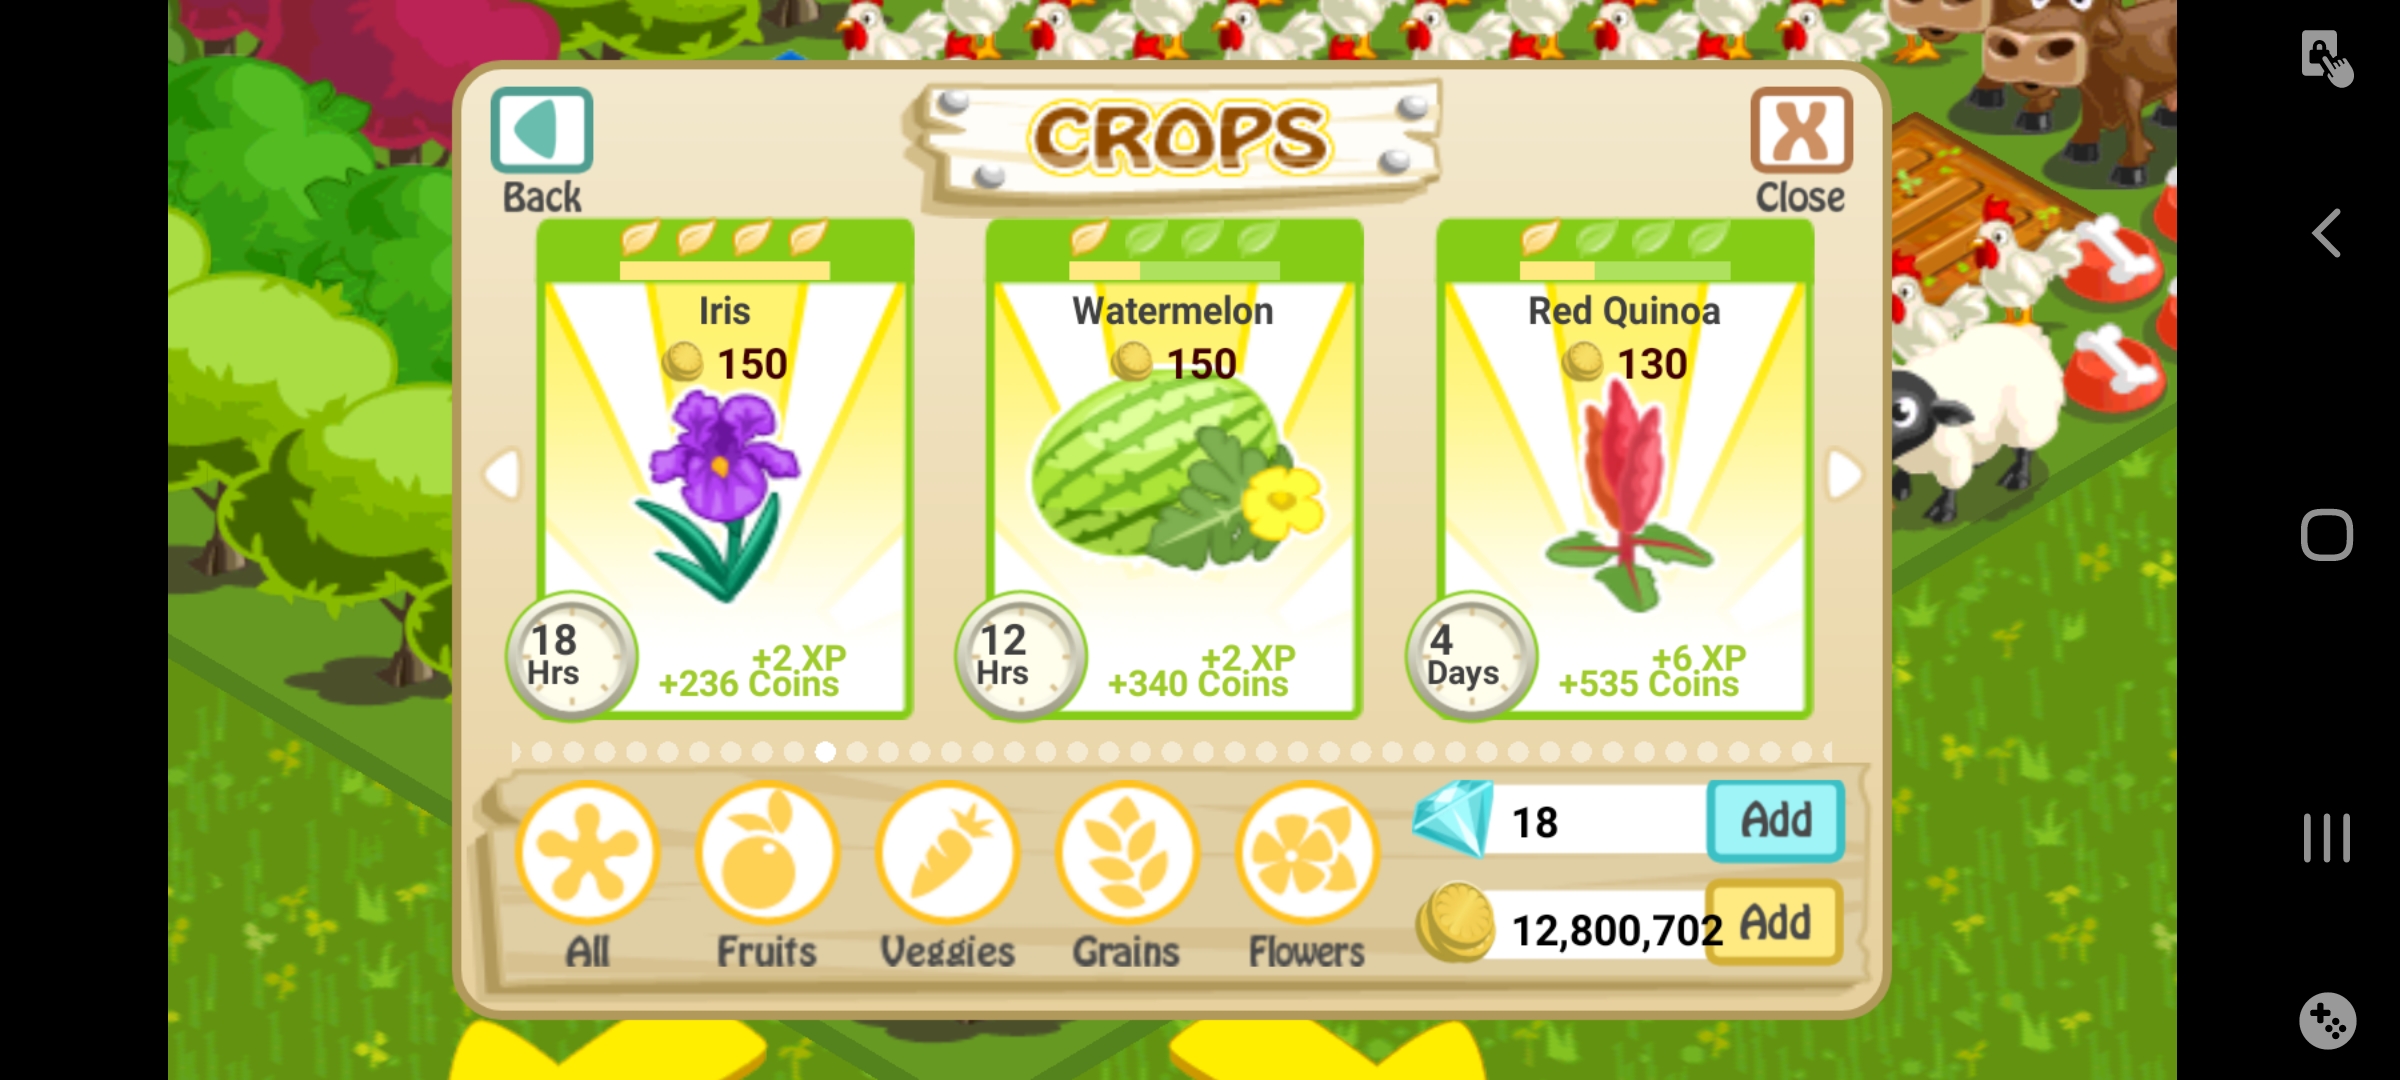 CROPS
Back
Close
Iris
150
18
Hrs
+2 XP
+236 Coins
Watermelon
150
12
Hrs
+2 XP
+340 Coins
Red Quinoa
130
4
Days
+6 XP
+535 Coins
All
Fruits
Veggies
Grains
Flowers
18
Add
12,800,702
Add